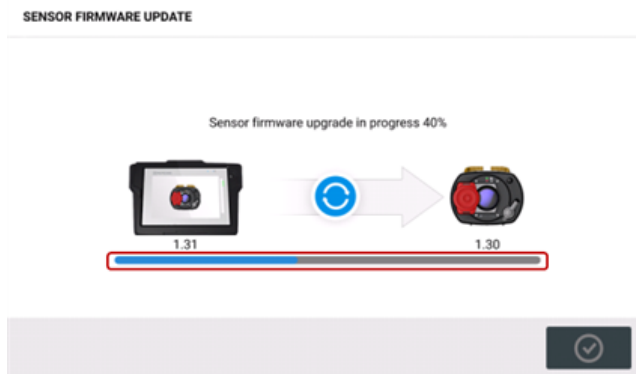 SENSOR FIRMWARE UPDATE
Sensor firmware upgrade in progress 40%
1.31 1.30